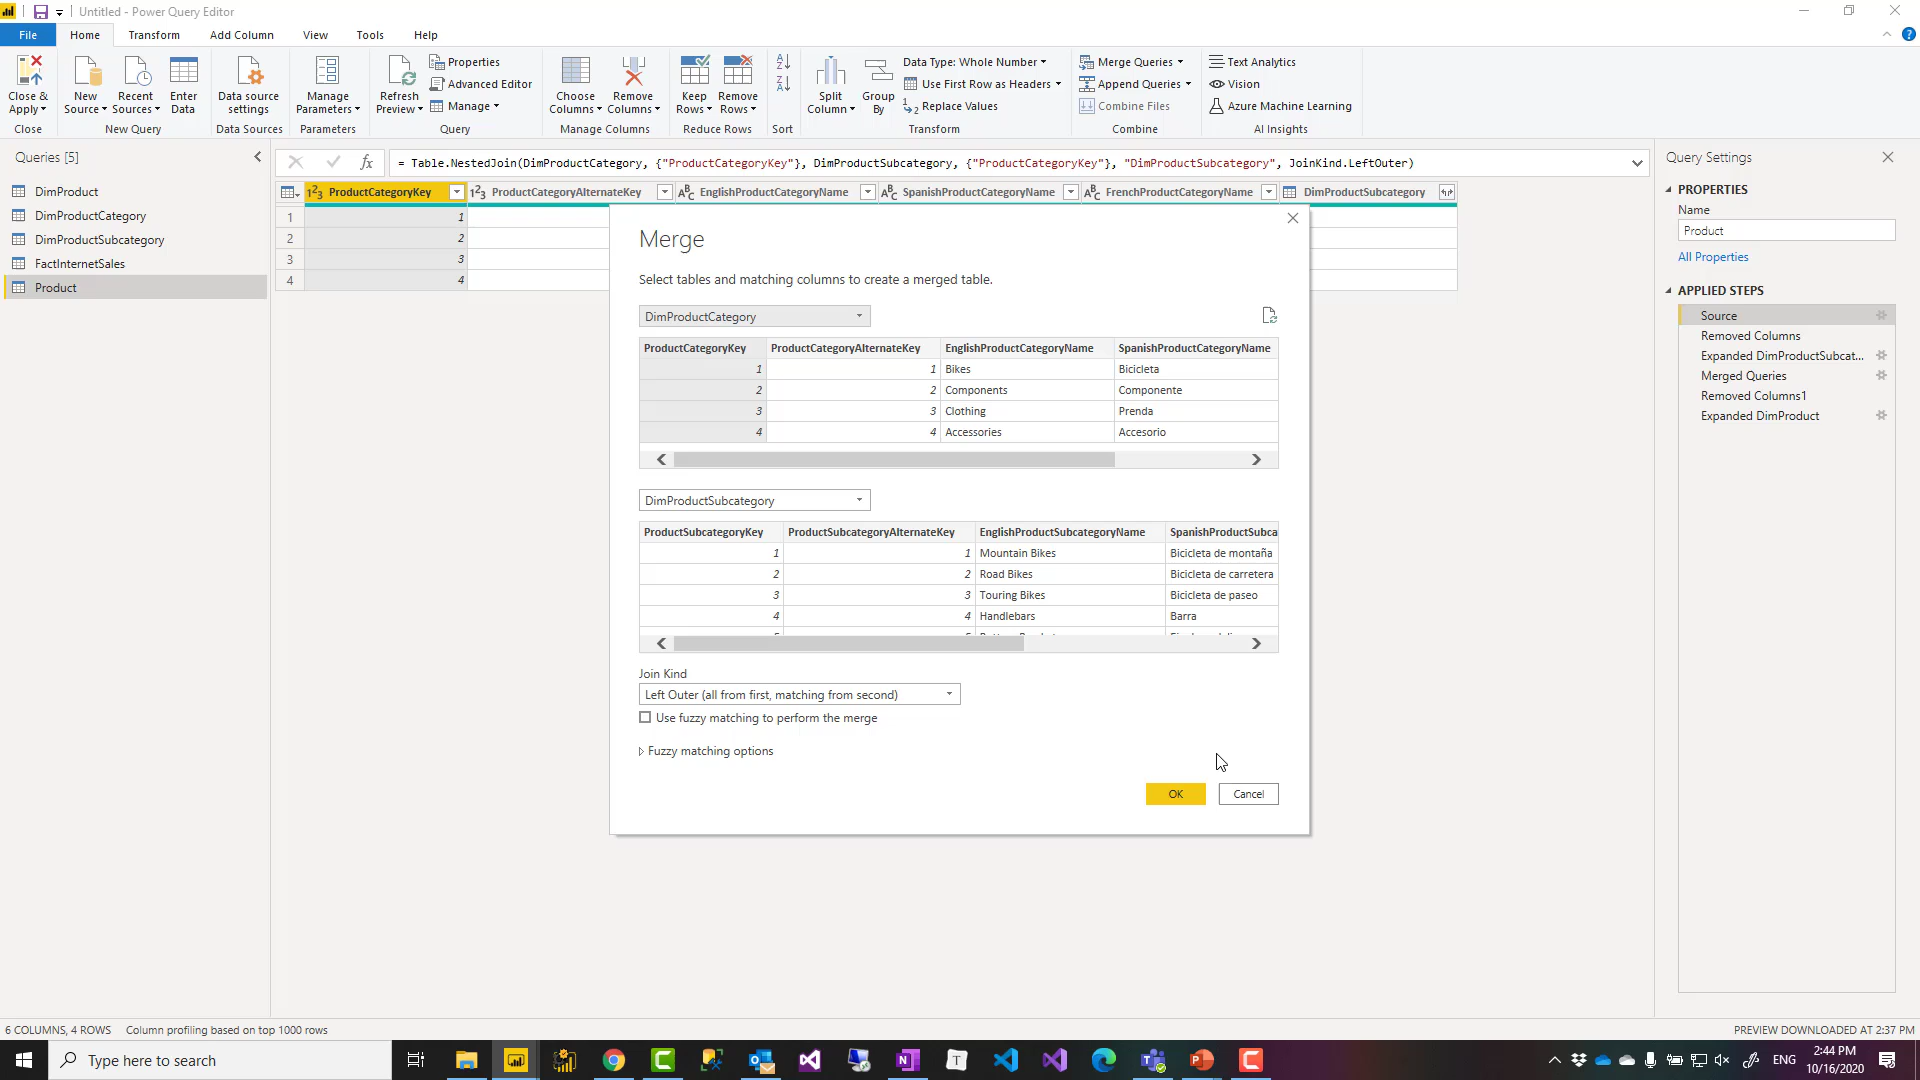 Untitled - Power Query Editor
File Home Transform Add Column View Tools Help
Close & Apply
New Source
Recent Sources
Enter Data
Data source settings
Manage Parameters
Refresh Preview
Properties
Advanced Editor
Manage
Choose Columns
Remove Columns
Keep Rows
Remove Rows
Split Column
Group By
Data Type: Whole Number
Use First Row as Headers
Replace Values
Merge Queries
Append Queries
Combine Files
Text Analytics
Vision
Azure Machine Learning
Close New Query Data Sources Parameters Query Manage Columns Reduce Rows Sort Transform Combine AI Insights
Queries [5]
DimProduct
DimProductCategory
DimProductSubcategory
FactInternetSales
Product
fx = Table.NestedJoin(DimProductCategory, {"ProductCategoryKey"}, DimProductSubcategory, {"ProductCategoryKey"}, "DimProductSubcategory", JoinKind.LeftOuter)
ProductCategoryKey ProductCategoryAlternateKey EnglishProductCategoryName SpanishProductCategoryName FrenchProductCategoryName DimProductSubcategory
1 1
2 2
3 3
4 4
Merge
Select tables and matching columns to create a merged table.
DimProductCategory
ProductCategoryKey ProductCategoryAlternateKey EnglishProductCategoryName SpanishProductCategoryName
1 1 Bikes Bicicleta
2 2 Components Componente
3 3 Clothing Prenda
4 4 Accessories Accesorio
DimProductSubcategory
ProductSubcategoryKey ProductSubcategoryAlternateKey EnglishProductSubcategoryName SpanishProductSubca
1 1 Mountain Bikes Bicicleta de montaña
2 2 Road Bikes Bicicleta de carretera
3 3 Touring Bikes Bicicleta de paseo
4 4 Handlebars Barra
Join Kind
Left Outer (all from first, matching from second)
Use fuzzy matching to perform the merge
Fuzzy matching options
OK Cancel
Query Settings
PROPERTIES
Name
Product
All Properties
APPLIED STEPS
Source
Removed Columns
Expanded DimProductSubcat...
Merged Queries
Removed Columns1
Expanded DimProduct
6 COLUMNS, 4 ROWS Column profiling based on top 1000 rows
PREVIEW DOWNLOADED AT 2:37 PM
Type here to search
ENG
2:44 PM
10/16/2020